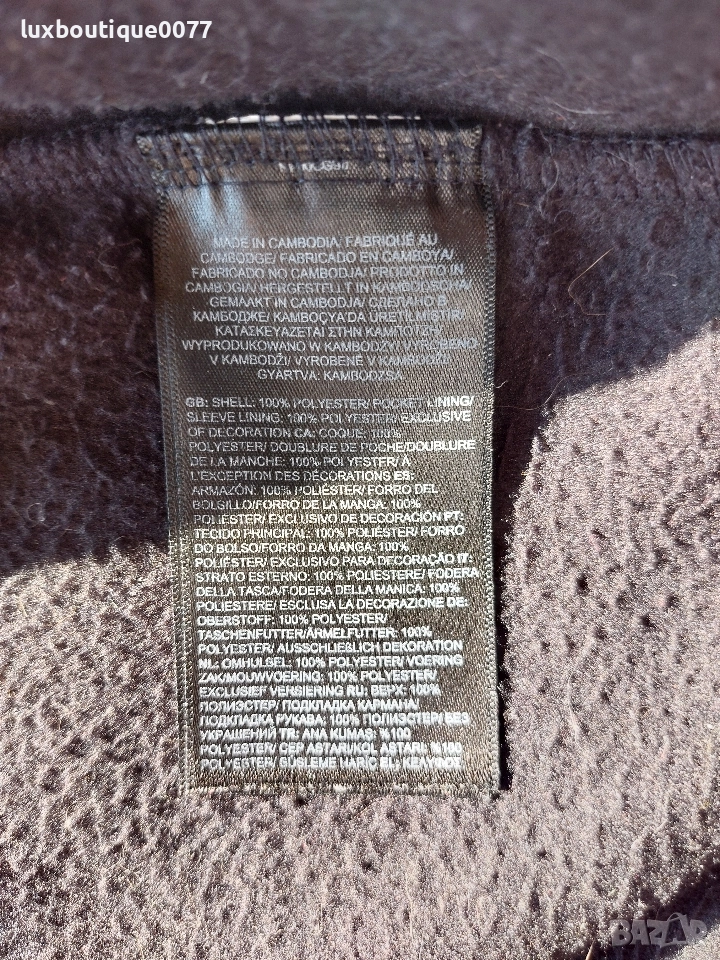 luxboutique0077
MADE IN CAMBODIA/ FABRIQUÉ AU
CAMBODGE/ FABRICADO EN CAMBOYA/
FABRICADO NO CAMBODJA/ PRODOTTO IN
CAMBOGIA/ HERGESTELLT IN KAMBODSCHA/
GEMAAKT IN CAMBODJA/ СДЕЛАНО В
КАМБОДЖЕ/ KAMBOÇYA'DA ÜRETİLMİŞTİR/
ΚΑΤΑΣΚΕΥΑΖΕΤΑΙ ΣΤΗΝ ΚΑΜΠΟΤΖΗ/
WYPRODUKOWANO W KAMBODŻY/ VYROBENO
V KAMBODŽI/ VYROBENÉ V KAMBODŽI/
GYÁRTVA: KAMBODZSA
GB: SHELL: 100% POLYESTER/ POCKET LINING/
SLEEVE LINING: 100% POLYESTER/ EXCLUSIVE
OF DECORATION CA: COQUE: 100%
POLYESTER/ DOUBLURE DE POCHE/DOUBLURE
DE LA MANCHE: 100% POLYESTER/ À
L'EXCEPTION DES DÉCORATIONS ES:
ARMAZÓN: 100% POLIÉSTER/ FORRO DEL
BOLSILLO/FORRO DE LA MANGA: 100%
POLIÉSTER/ EXCLUSIVO DE DECORACIÓN PT:
TECIDO PRINCIPAL: 100% POLIÉSTER/ FORRO
DO BOLSO/FORRO DA MANGA: 100%
POLIÉSTER/ EXCLUSIVO PARA DECORAÇÃO IT:
STRATO ESTERNO: 100% POLIESTERE/ FODERA
DELLA TASCA/FODERA DELLA MANICA: 100%
POLIESTERE/ ESCLUSA LA DECORAZIONE DE:
OBERSTOFF: 100% POLYESTER/
TASCHENFUTTER/ÄRMELFUTTER: 100%
POLYESTER/ AUSSCHLIEßLICH DEKORATION
NL: OMHULSEL: 100% POLYESTER/ VOERING
ZAK/MOUWVOERING: 100% POLYESTER/
EXCLUSIEF VERSIERING RU: ВЕРХ: 100%
ПОЛИЭСТЕР/ ПОДКЛАДКА КАРМАНА/
ПОДКЛАДКА РУКАВА: 100% ПОЛИЭСТЕР/ БЕЗ
УКРАШЕНИЙ TR: ANA KUMAŞ: %100
POLYESTER/ CEP ASTARI/KOL ASTARI: %100
POLYESTER/ SÜSLEME HARİÇ EL: ΚΕΛΥΦΟΣ
BAZAR